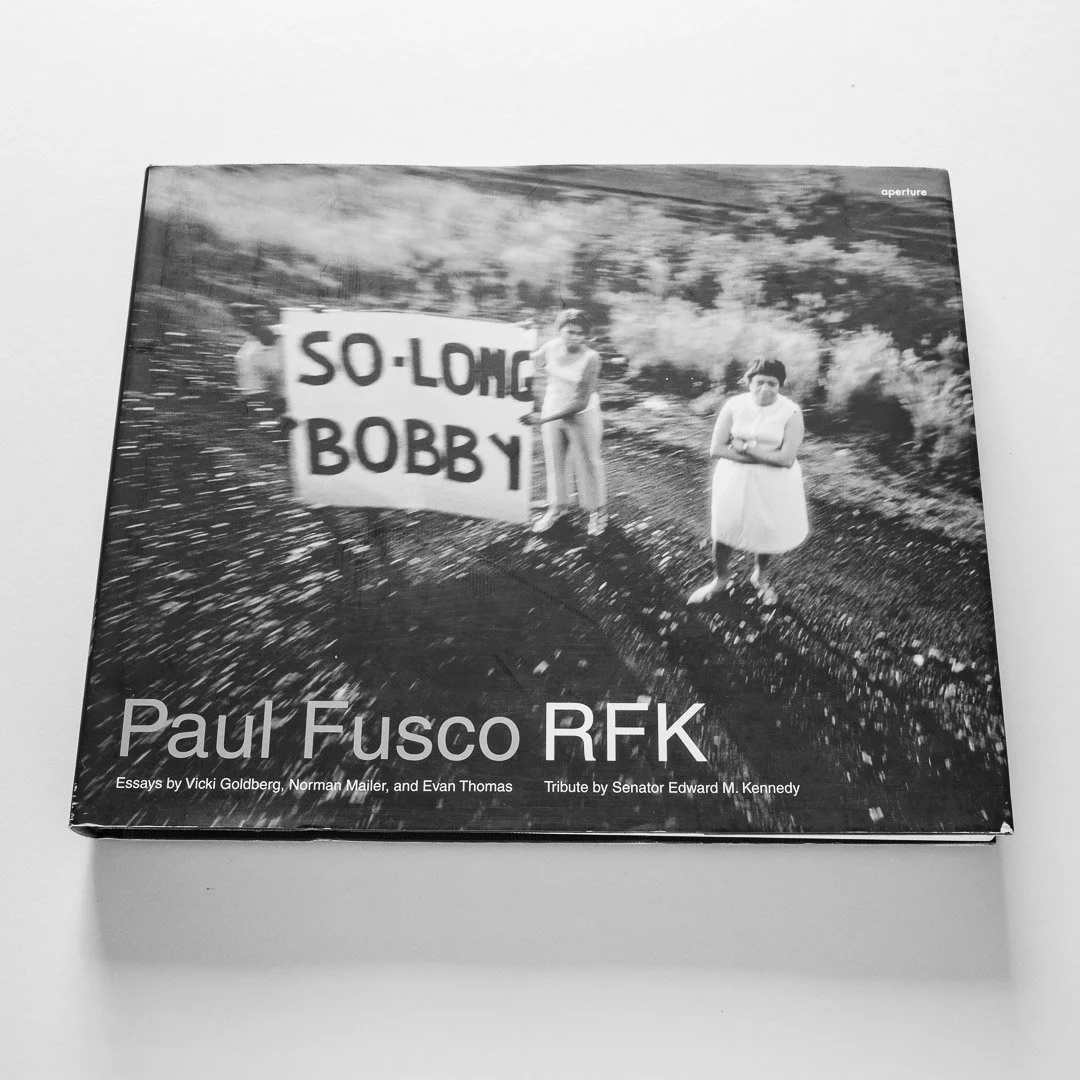 aperture
SO-LONG
BOBBY
Paul Fusco RFK
Essays by Vicki Goldberg, Norman Mailer, and Evan Thomas Tribute by Senator Edward M. Kennedy